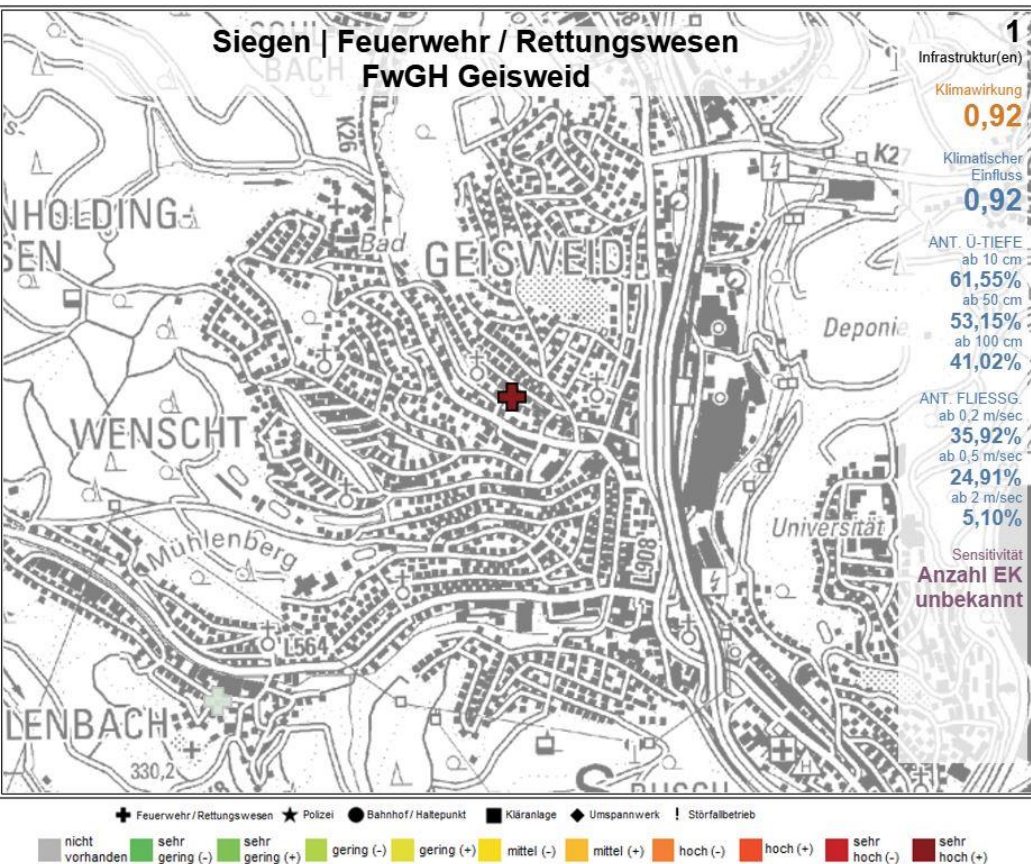 Siegen | Feuerwehr / Rettungswesen
FwGH Geisweid
BACH
K26
NHOLDING-
SEN
Bad
GEISWEID
K27
Deponie
WENSCHT
Mühlenberg
Universität
L908
L564
LENBACH
330,2
H
1
Infrastruktur(en)
Klimawirkung
0,92
Klimatischer
Einfluss
0,92
ANT. Ü-TIEFE
ab 10 cm
61,55%
ab 50 cm
53,15%
ab 100 cm
41,02%
ANT. FLIESSG.
ab 0,2 m/sec
35,92%
ab 0,5 m/sec
24,91%
ab 2 m/sec
5,10%
Sensitivität
Anzahl EK
unbekannt
Feuerwehr / Rettungswesen Polizei Bahnhof / Haltepunkt Kläranlage Umspannwerk Störfallbetrieb
nicht vorhanden
sehr gering (-)
sehr gering (+)
gering (-)
gering (+)
mittel (-)
mittel (+)
hoch (-)
hoch (+)
sehr hoch (-)
sehr hoch (+)